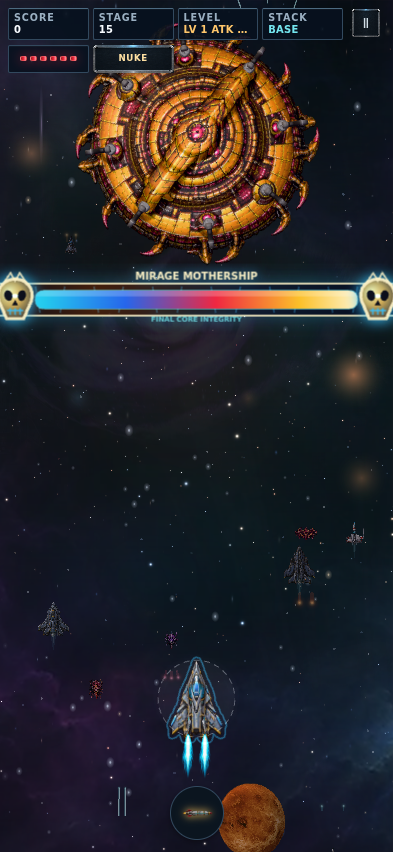 SCORE
0
STAGE
15
LEVEL
LV 1 ATK ...
STACK
BASE
NUKE
MIRAGE MOTHERSHIP
FINAL CORE INTEGRITY